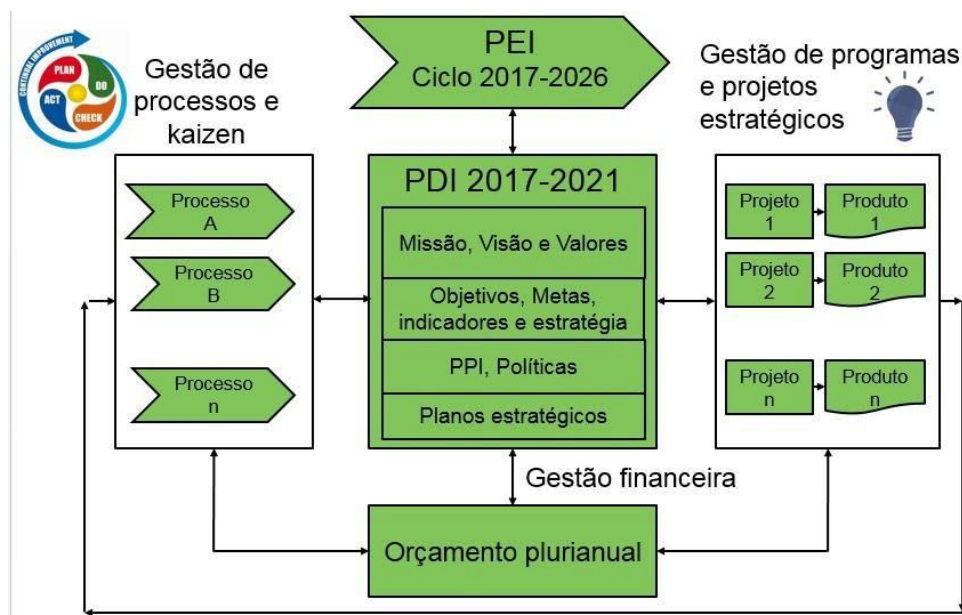 CONTINUAL IMPROVEMENT
PLAN
DO
CHECK
ACT
Gestão de
processos e
kaizen
PEI
Ciclo 2017-2026
Gestão de programas
e projetos
estratégicos
Processo
A
Processo
B
Processo
n
PDI 2017-2021
Missão, Visão e Valores
Objetivos, Metas,
indicadores e estratégia
PPI, Políticas
Planos estratégicos
Projeto
1
Produto
1
Projeto
2
Produto
2
Projeto
n
Produto
n
Gestão financeira
Orçamento plurianual